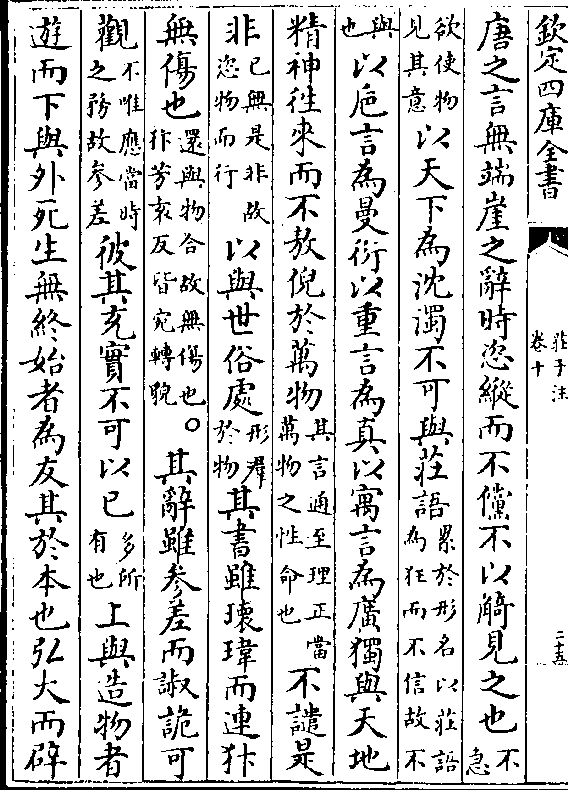 欽定四庫全書
莊子注
卷十
二十五
唐之言無端崖之辭時恣縱而不儻不以觭見之也不急
欲使物見其意以天下為沈濁不可與莊語累於形名以莊語為狂而不信故不
與也以巵言為曼衍以重言為真以寓言為廣獨與天地
精神徃來而不敖倪於萬物其言通至理正當萬物之性命也不譴是
非已無是非故恣物而行以與世俗處形羣於物其書雖瓌瑋而連犿
無傷也還與物合故無傷也犿芳袁反皆宛轉貌○其辭雖參差而諔詭可
觀不唯應當時之務故參差彼其充實不可以已多所有也上與造物者
遊而下與外死生無終始者為友其於本也弘大而辟